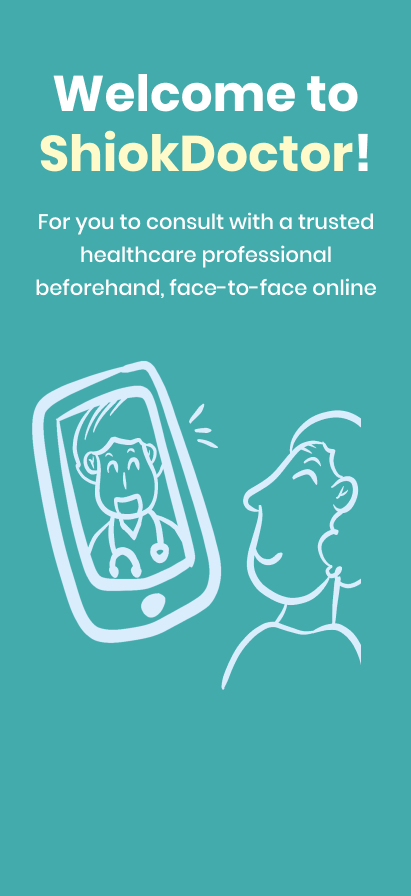 Welcome to
ShiokDoctor!
For you to consult with a trusted
healthcare professional
beforehand, face-to-face online